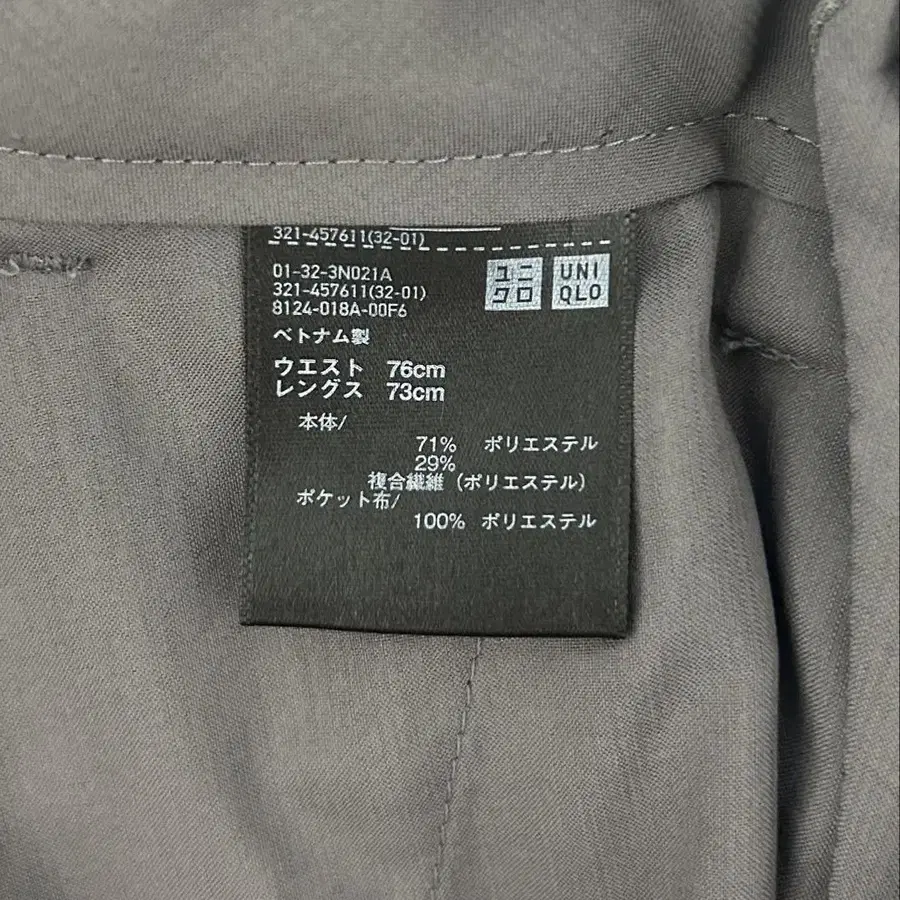 321-457611(32-01)
01-32-3N021A
321-457611(32-01)
8124-018A-00F6
ユニクロ
UNIQLO
ベトナム製
ウエスト 76cm
レングス 73cm
本体/
71% ポリエステル
29%
複合繊維 (ポリエステル)
ポケット布/
100% ポリエステル